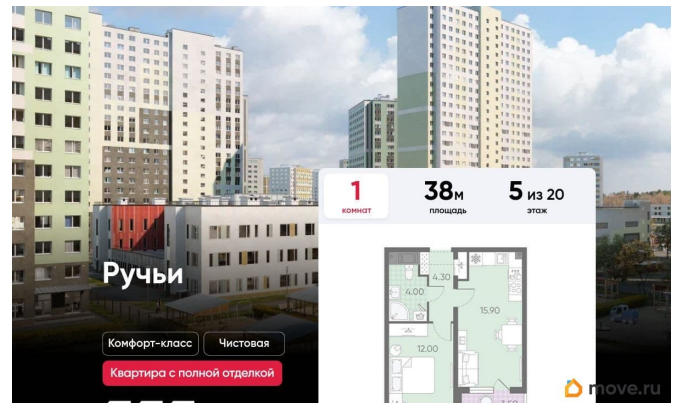 1
комнат
38м
площадь
5 из 20
этаж
Ручьи
4.30
4.00
15.90
12.00
Комфорт-класс
Чистовая
Квартира с полной отделкой
move.ru